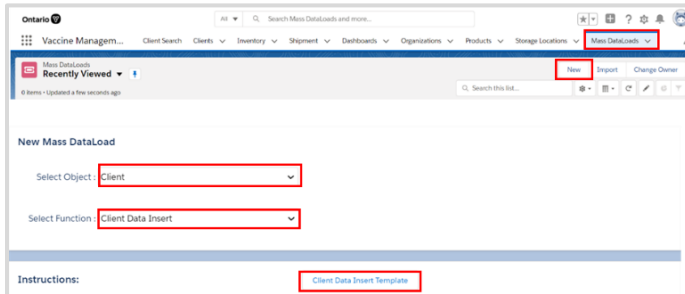 Ontario
All
Search Mass DataLoads and more...
Vaccine Managem... Client Search Clients Inventory Shipment Dashboards Organizations Products Storage Locations Mass DataLoads
Mass DataLoads
Recently Viewed
New Import Change Owner
0 items • Updated a few seconds ago
Search this list...
New Mass DataLoad
Select Object : Client
Select Function : Client Data Insert
Instructions: Client Data Insert Template